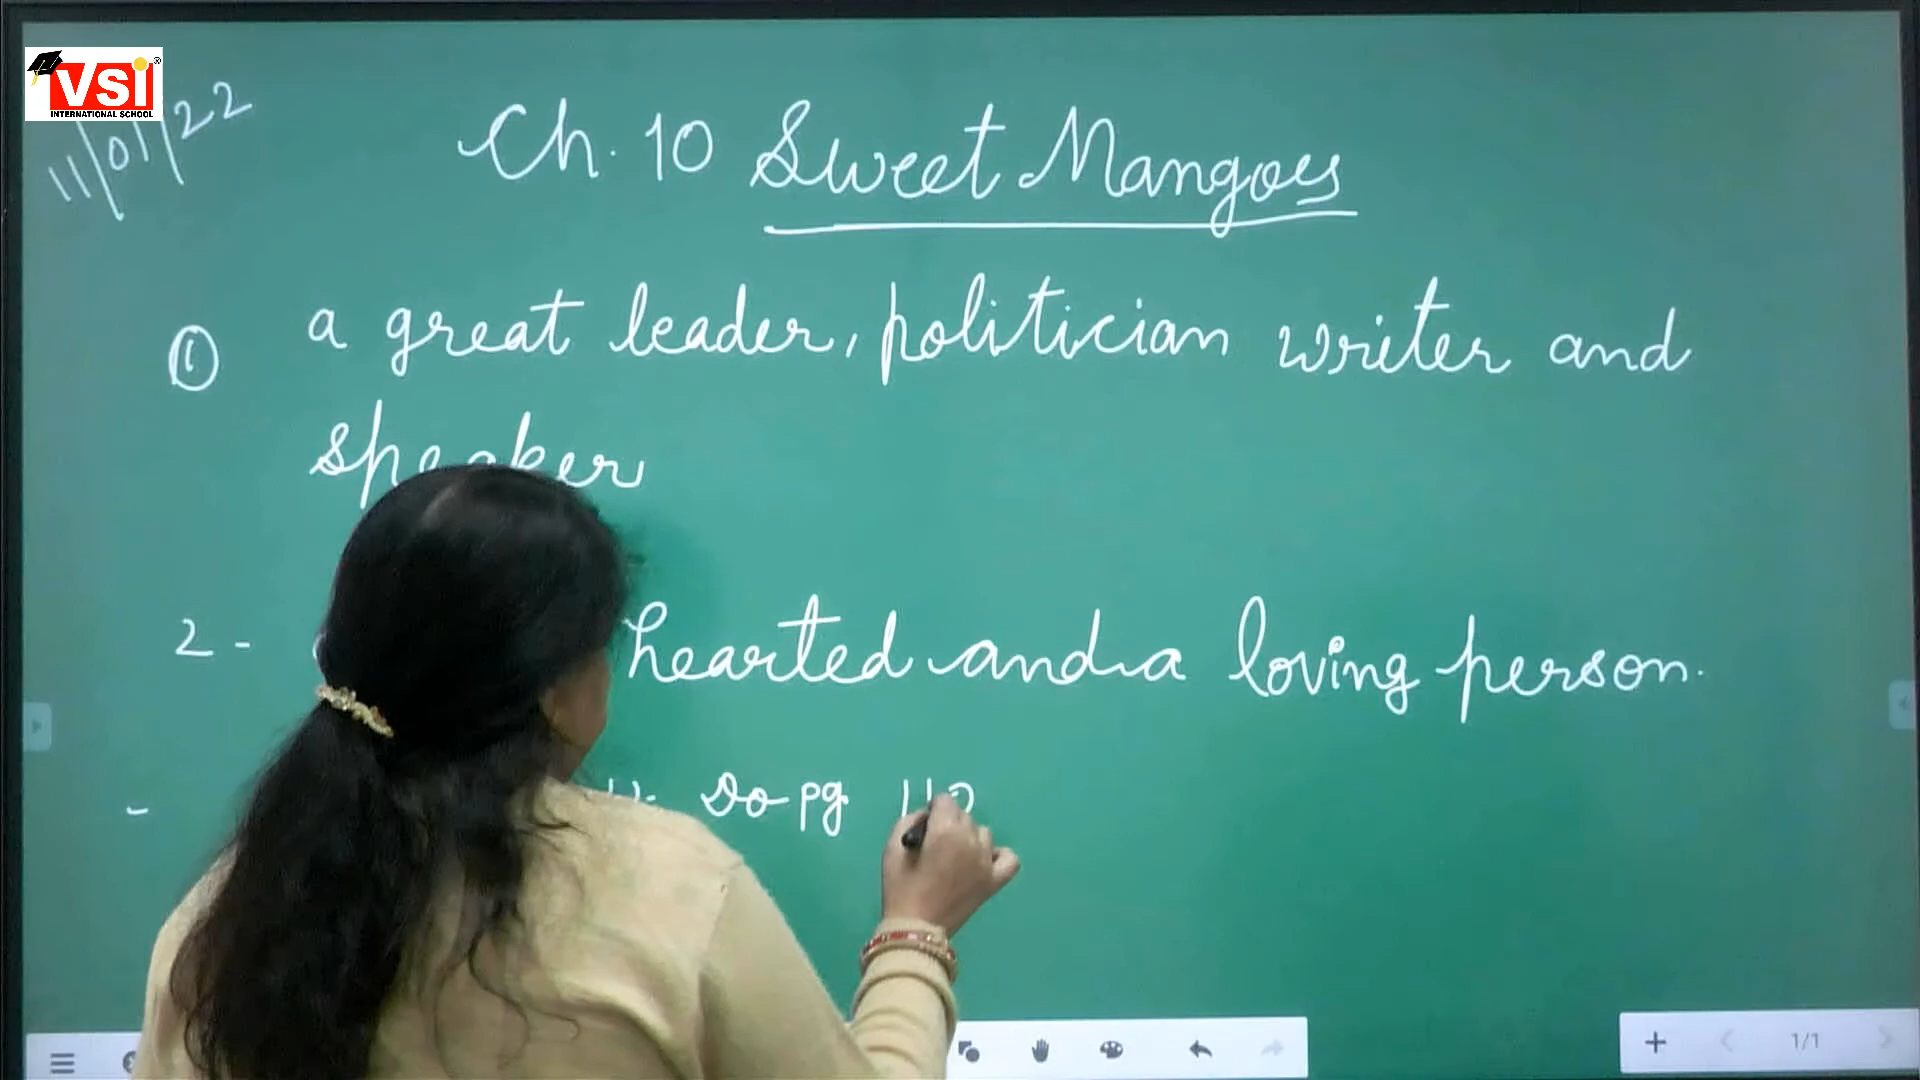 VSI
INTERNATIONAL SCHOOL
11/01/22
Ch. 10 Sweet Mangoes
① a great leader, politician writer and
speaker
2 - hearted and a loving person.
- Do pg
1/1